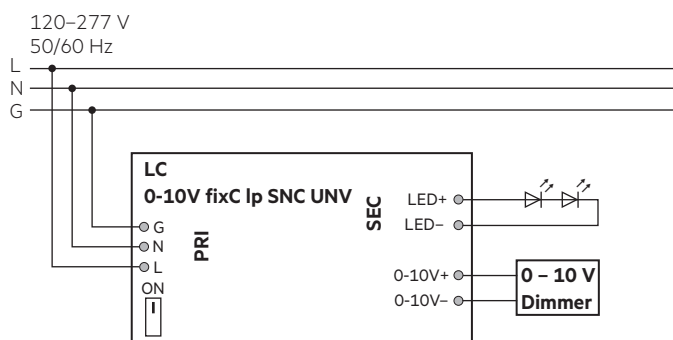 120–277 V
50/60 Hz
L
N
G
LC
0-10V fixC lp SNC UNV
PRI
SEC
G
N
L
ON
LED+
LED–
0-10V+
0-10V–
0 – 10 V
Dimmer